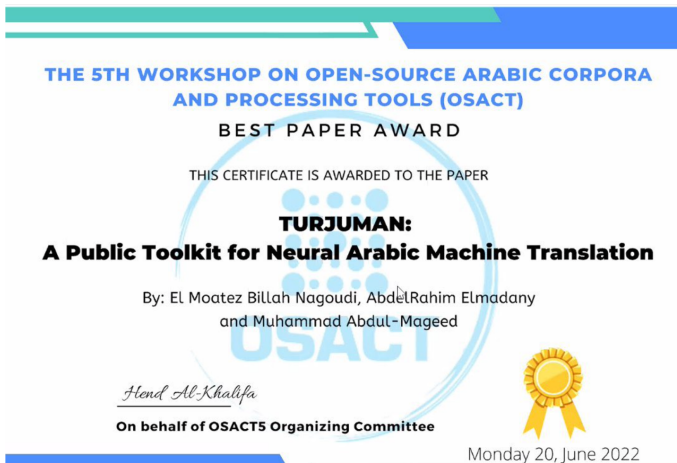 THE 5TH WORKSHOP ON OPEN-SOURCE ARABIC CORPORA
AND PROCESSING TOOLS (OSACT)
BEST PAPER AWARD
THIS CERTIFICATE IS AWARDED TO THE PAPER
TURJUMAN:
A Public Toolkit for Neural Arabic Machine Translation
By: El Moatez Billah Nagoudi, AbdelRahim Elmadany
and Muhammad Abdul-Mageed
OSACT
Hend Al-Khalifa
On behalf of OSACT5 Organizing Committee
Monday 20, June 2022